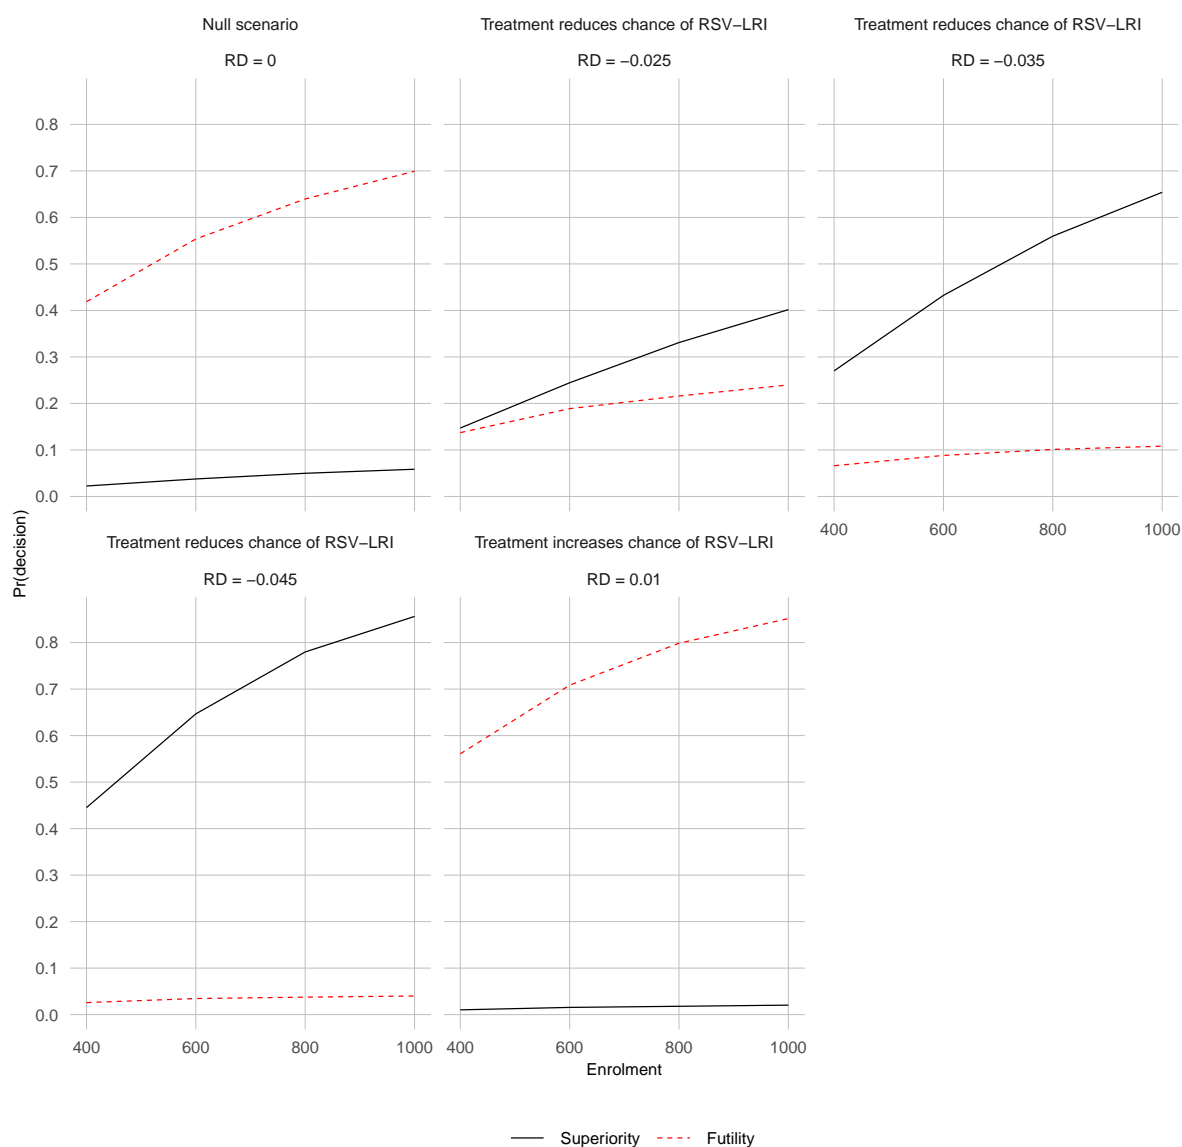 Null scenario
RD = 0
Treatment reduces chance of RSV−LRI
RD = −0.025
Treatment reduces chance of RSV−LRI
RD = −0.035
0.8
0.7
0.6
0.5
0.4
0.3
0.2
0.1
0.0
400 600 800 1000
Pr(decision)
Treatment reduces chance of RSV−LRI
RD = −0.045
Treatment increases chance of RSV−LRI
RD = 0.01
0.8
0.7
0.6
0.5
0.4
0.3
0.2
0.1
0.0
400 600 800 1000
400 600 800 1000
Enrolment
Superiority Futility